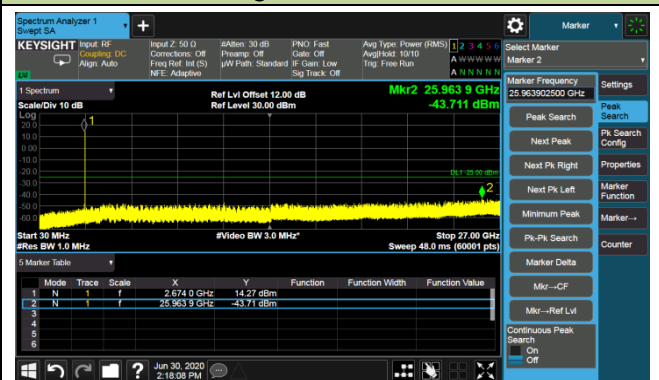 Spectrum Analyzer 1
Swept SA
+
Marker
KEYSIGHT
Input: RF
Coupling: DC
Align: Auto
Input Z: 50 Ω
Corrections: Off
Freq Ref: Int (S)
NFE: Adaptive
#Atten: 30 dB
Preamp: Off
µW Path: Standard
PNO: Fast
Gate: Off
IF Gain: Low
Sig Track: Off
Avg Type: Power (RMS)
Avg|Hold: 10/10
Trig: Free Run
1 2 3 4 5 6
A W W W W W
A N N N N N
LXI
Select Marker
Marker 2
1 Spectrum
Scale/Div 10 dB
Log
Ref Lvl Offset 12.00 dB
Ref Level 30.00 dBm
Mkr2 25.963 9 GHz
-43.711 dBm
20.0
10.0
0.00
-10.0
-20.0
-30.0
-40.0
-50.0
-60.0
1
DL1 -25.00 dBm
2
Start 30 MHz
#Res BW 1.0 MHz
#Video BW 3.0 MHz*
Stop 27.00 GHz
Sweep 48.0 ms (60001 pts)
5 Marker Table
Mode Trace Scale X Y Function Function Width Function Value
1 N 1 f 2.674 0 GHz 14.27 dBm
2 N 1 f 25.963 9 GHz -43.71 dBm
3
4
5
6
Marker Frequency
25.963902500 GHz
Peak Search
Next Peak
Next Pk Right
Next Pk Left
Minimum Peak
Pk-Pk Search
Marker Delta
Mkr→CF
Mkr→Ref Lvl
Continuous Peak
Search
On
Off
Settings
Peak
Search
Pk Search
Config
Properties
Marker
Function
Marker→
Counter
?
Jun 30, 2020
2:18:08 PM